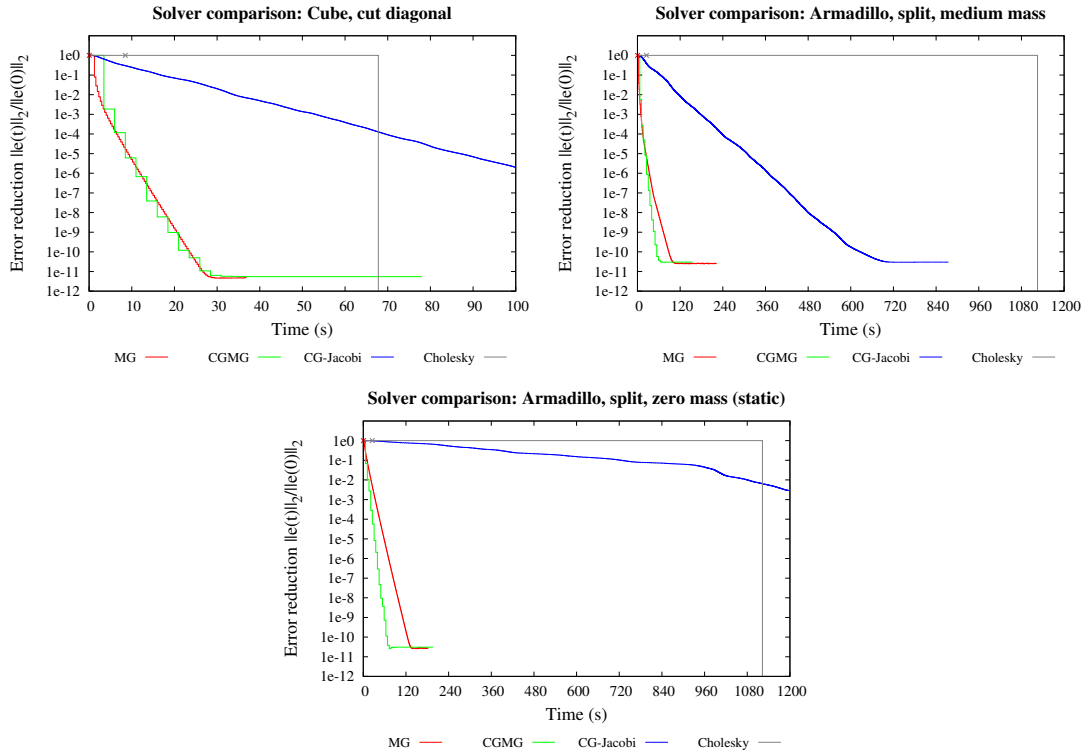 Solver comparison: Cube, cut diagonal
Error reduction ||e(t)||2/||e(0)||2
1e0
1e-1
1e-2
1e-3
1e-4
1e-5
1e-6
1e-7
1e-8
1e-9
1e-10
1e-11
1e-12
0 10 20 30 40 50 60 70 80 90 100
Time (s)
MG CGMG CG-Jacobi Cholesky
Solver comparison: Armadillo, split, medium mass
Error reduction ||e(t)||2/||e(0)||2
1e0
1e-1
1e-2
1e-3
1e-4
1e-5
1e-6
1e-7
1e-8
1e-9
1e-10
1e-11
1e-12
0 120 240 360 480 600 720 840 960 1080 1200
Time (s)
MG CGMG CG-Jacobi Cholesky
Solver comparison: Armadillo, split, zero mass (static)
Error reduction ||e(t)||2/||e(0)||2
1e0
1e-1
1e-2
1e-3
1e-4
1e-5
1e-6
1e-7
1e-8
1e-9
1e-10
1e-11
1e-12
0 120 240 360 480 600 720 840 960 1080 1200
Time (s)
MG CGMG CG-Jacobi Cholesky